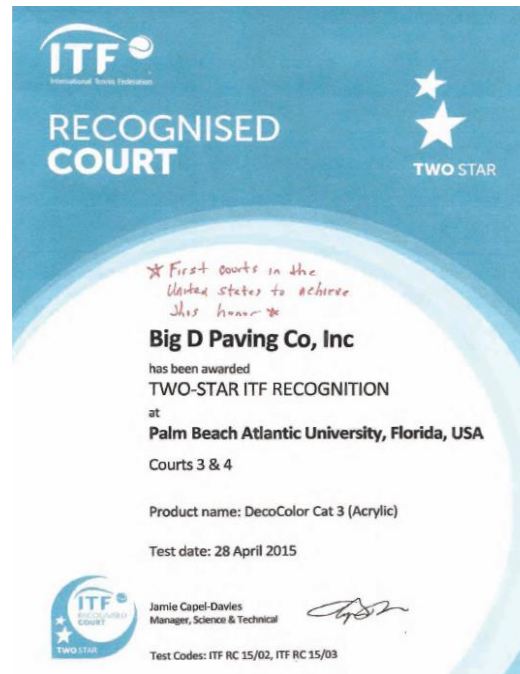 ITF
International Tennis Federation
RECOGNISED
COURT
TWO STAR
* First courts in the
United States to achieve
this honor *
Big D Paving Co, Inc
has been awarded
TWO-STAR ITF RECOGNITION
at
Palm Beach Atlantic University, Florida, USA
Courts 3 & 4
Product name: DecoColor Cat 3 (Acrylic)
Test date: 28 April 2015
ITF
RECOGNISED
COURT
TWO STAR
Jamie Capel-Davies
Manager, Science & Technical
Test Codes: ITF RC 15/02, ITF RC 15/03